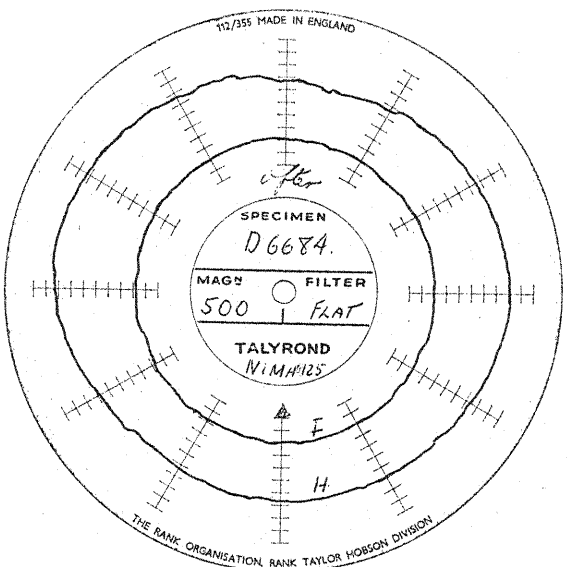 112/355 MADE IN ENGLAND
after
SPECIMEN
D6684.
MAGN FILTER
500 FLAT
TALYROND
I
H
THE RANK ORGANISATION, RANK TAYLOR HOBSON DIVISION